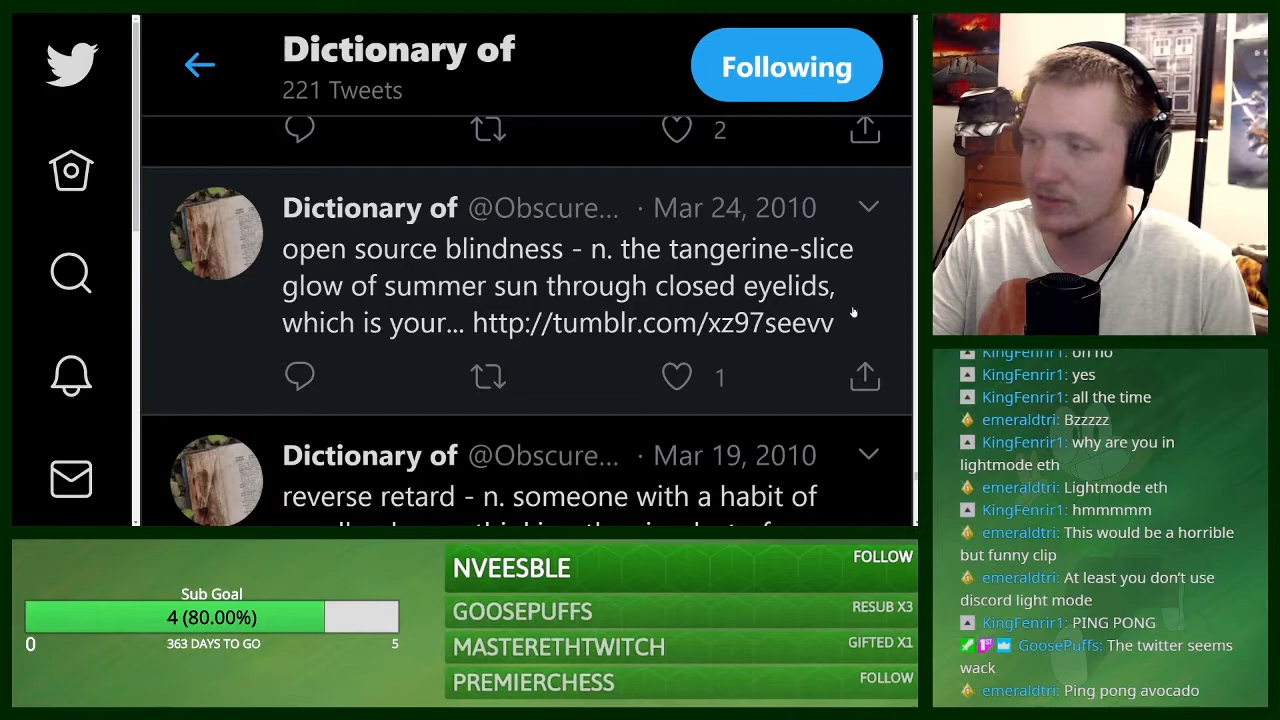 Dictionary of
221 Tweets
Following
2
Dictionary of @Obscure... · Mar 24, 2010
open source blindness - n. the tangerine-slice
glow of summer sun through closed eyelids,
which is your... http://tumblr.com/xz97seevv
1
Dictionary of @Obscure... · Mar 19, 2010
reverse retard - n. someone with a habit of
KingFenrir1: oh no
KingFenrir1: yes
KingFenrir1: all the time
emeraldtri: Bzzzzz
KingFenrir1: why are you in
lightmode eth
emeraldtri: Lightmode eth
KingFenrir1: hmmmmm
emeraldtri: This would be a horrible
but funny clip
emeraldtri: At least you don't use
discord light mode
KingFenrir1: PING PONG
GoosePuffs: The twitter seems
wack
emeraldtri: Ping pong avocado
Sub Goal
4 (80.00%)
0 363 DAYS TO GO 5
NVEESBLE FOLLOW
GOOSEPUFFS RESUB X3
MASTERETHTWITCH GIFTED X1
PREMIERCHESS FOLLOW